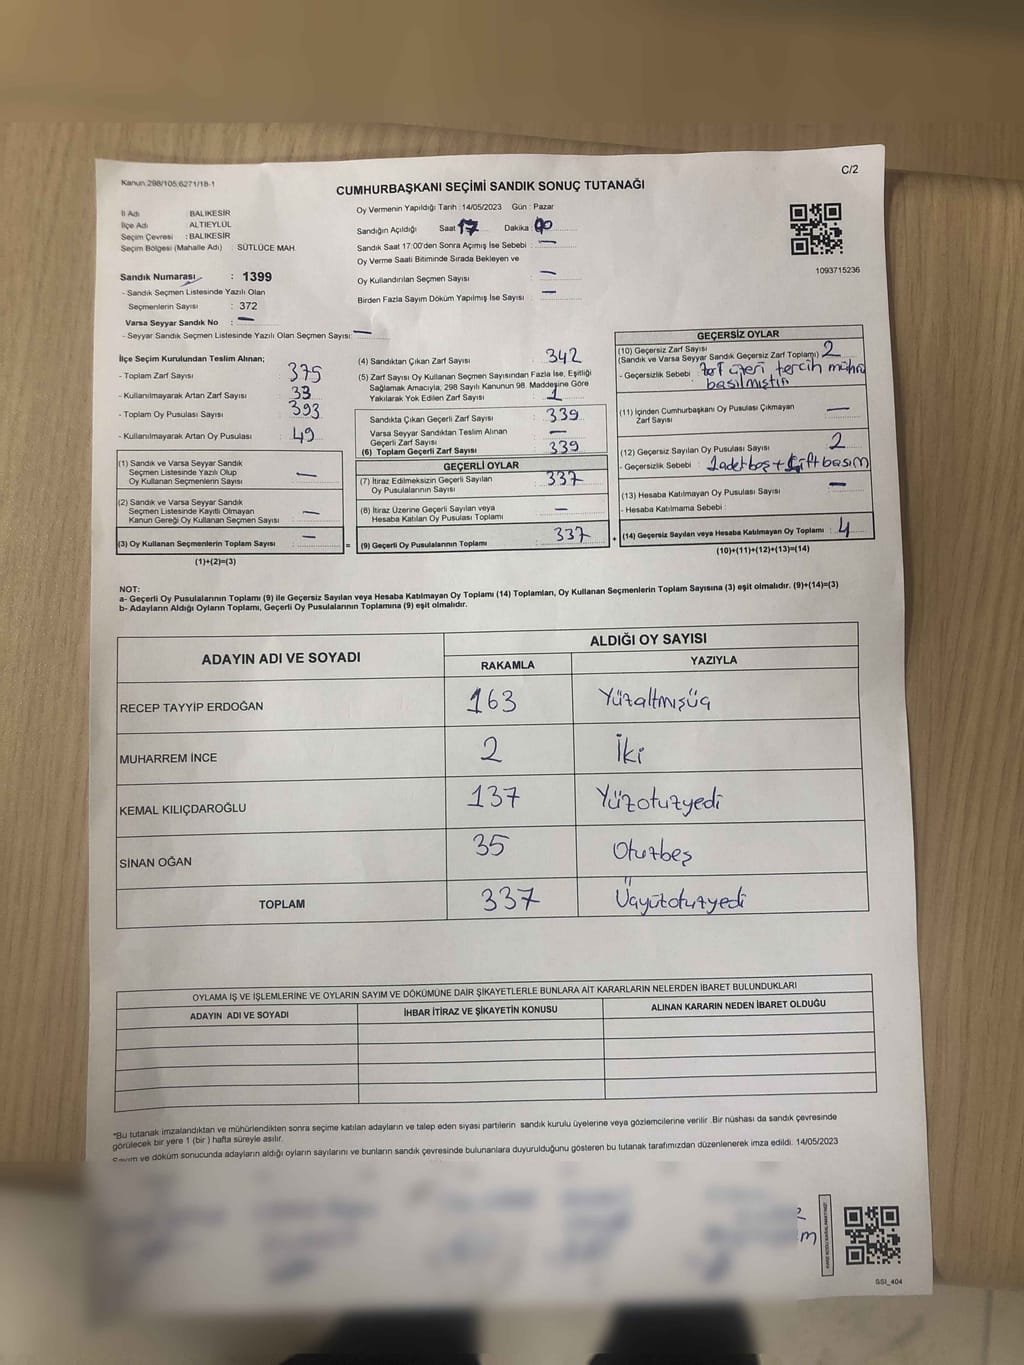 C/2
Kanun:298/105;6271/18-1
CUMHURBAŞKANI SEÇİMİ SANDIK SONUÇ TUTANAĞI
İl Adı : BALIKESİR
İlçe Adı : ALTIEYLÜL
Seçim Çevresi : BALIKESİR
Seçim Bölgesi (Mahalle Adı) : SÜTLÜCE MAH.
Sandık Numarası : 1399
- Sandık Seçmen Listesinde Yazılı Olan
Seçmenlerin Sayısı : 372
Varsa Seyyar Sandık No : —
- Seyyar Sandık Seçmen Listesinde Yazılı Olan Seçmen Sayısı: —
Oy Vermenin Yapıldığı Tarih : 14/05/2023 Gün : Pazar
Sandığın Açıldığı Saat 17 Dakika : 00
Sandık Saat 17:00'den Sonra Açımış İse Sebebi : —
Oy Verme Saati Bitiminde Sırada Bekleyen ve
Oy Kullandırılan Seçmen Sayısı : —
Birden Fazla Sayım Döküm Yapılmış İse Sayısı : —
1093715236
İlçe Seçim Kurulundan Teslim Alınan;
- Toplam Zarf Sayısı : 375
- Kullanılmayarak Artan Zarf Sayısı : 33
- Toplam Oy Pusulası Sayısı : 393
- Kullanılmayarak Artan Oy Pusulası : 49
(1) Sandık ve Varsa Seyyar Sandık
Seçmen Listesinde Yazılı Olup
Oy Kullanan Seçmenlerin Sayısı : —
(2) Sandık ve Varsa Seyyar Sandık
Seçmen Listesinde Kayıtlı Olmayan
Kanun Gereği Oy Kullanan Seçmen Sayısı : —
(3) Oy Kullanan Seçmenlerin Toplam Sayısı : —
(1)+(2)=(3)
=
(4) Sandıktan Çıkan Zarf Sayısı : 342
(5) Zarf Sayısı Oy Kullanan Seçmen Sayısından Fazla İse, Eşitliği
Sağlamak Amacıyla, 298 Sayılı Kanunun 98. Maddesine Göre
Yakılarak Yok Edilen Zarf Sayısı : 1
Sandıkta Çıkan Geçerli Zarf Sayısı : 339
Varsa Seyyar Sandıktan Teslim Alınan
Geçerli Zarf Sayısı : —
(6) Toplam Geçerli Zarf Sayısı : 339
GEÇERLİ OYLAR
(7) İtiraz Edilmeksizin Geçerli Sayılan
Oy Pusulalarının Sayısı : 337
(8) İtiraz Üzerine Geçerli Sayılan veya
Hesaba Katılan Oy Pusulası Toplamı : —
(9) Geçerli Oy Pusulalarının Toplamı : 337
+
GEÇERSİZ OYLAR
(10) Geçersiz Zarf Sayısı : 2
(Sandık ve Varsa Seyyar Sandık Geçersiz Zarf Toplamı)
- Geçersizlik Sebebi : Zarf üzeri tercih mührü
basılmıştır
(11) İçinden Cumhurbaşkanı Oy Pusulası Çıkmayan
Zarf Sayısı : —
(12) Geçersiz Sayılan Oy Pusulası Sayısı : 2
- Geçersizlik Sebebi : 1 adet boş + Çift basım
(13) Hesaba Katılmayan Oy Pusulası Sayısı : —
- Hesaba Katılmama Sebebi :
(14) Geçersiz Sayılan veya Hesaba Katılmayan Oy Toplamı : 4
(10)+(11)+(12)+(13)=(14)
NOT:
a- Geçerli Oy Pusulalarının Toplamı (9) ile Geçersiz Sayılan veya Hesaba Katılmayan Oy Toplamı (14) Toplamları, Oy Kullanan Seçmenlerin Toplam Sayısına (3) eşit olmalıdır. (9)+(14)=(3)
b- Adayların Aldığı Oyların Toplamı, Geçerli Oy Pusulalarının Toplamına (9) eşit olmalıdır.
ADAYIN ADI VE SOYADI
ALDIĞI OY SAYISI
RAKAMLA YAZIYLA
RECEP TAYYİP ERDOĞAN 163 Yüzaltmışüç
MUHARREM İNCE 2 İki
KEMAL KILIÇDAROĞLU 137 Yüzotuzyedi
SİNAN OĞAN 35 Otuzbeş
TOPLAM 337 Üçyüzotuzyedi
OYLAMA İŞ VE İŞLEMLERİNE VE OYLARIN SAYIM VE DÖKÜMÜNE DAİR ŞİKAYETLERLE BUNLARA AİT KARARLARIN NELERDEN İBARET BULUNDUKLARI
ADAYIN ADI VE SOYADI İHBAR İTİRAZ VE ŞİKAYETİN KONUSU ALINAN KARARIN NEDEN İBARET OLDUĞU
*Bu tutanak imzalandıktan ve mühürlendikten sonra seçime katılan adayların ve talep eden siyasi partilerin sandık kurulu üyelerine veya gözlemcilerine verilir .Bir nüshası da sandık çevresinde
görülecek bir yere 1 (bir ) hafta süreyle asılır.
Sayım ve döküm sonucunda adayların aldığı oyların sayılarını ve bunların sandık çevresinde bulunanlara duyurulduğunu gösteren bu tutanak tarafımızdan düzenlenerek imza edildi. 14/05/2023
GSI_404